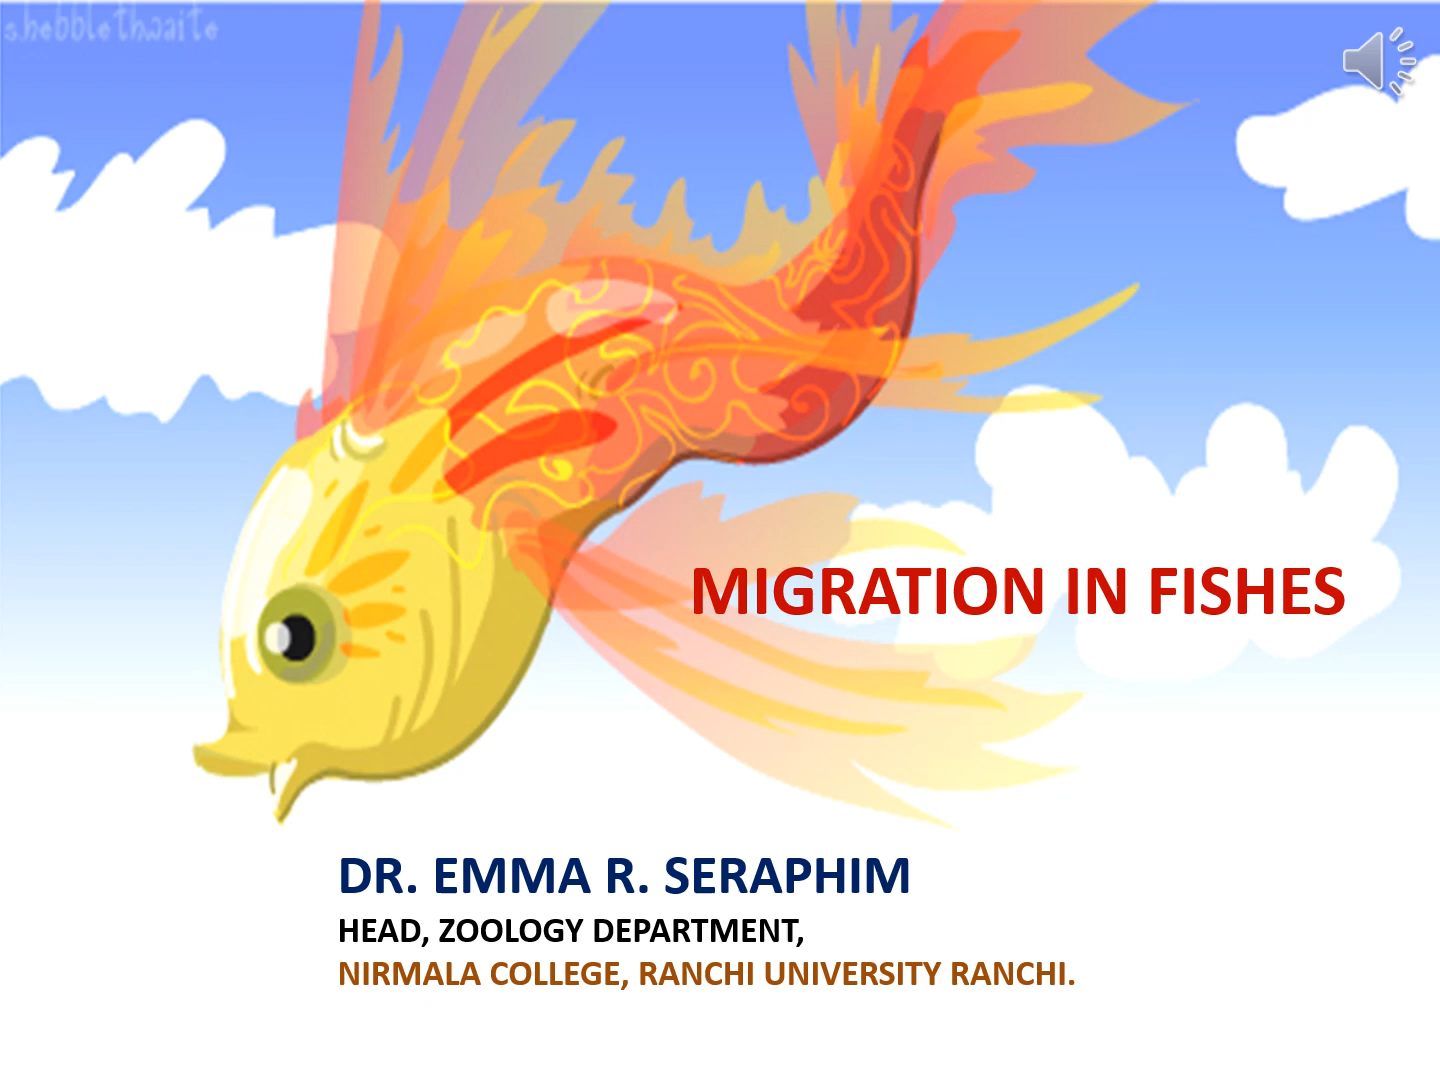 shebblethwaite
MIGRATION IN FISHES
DR. EMMA R. SERAPHIM
HEAD, ZOOLOGY DEPARTMENT,
NIRMALA COLLEGE, RANCHI UNIVERSITY RANCHI.